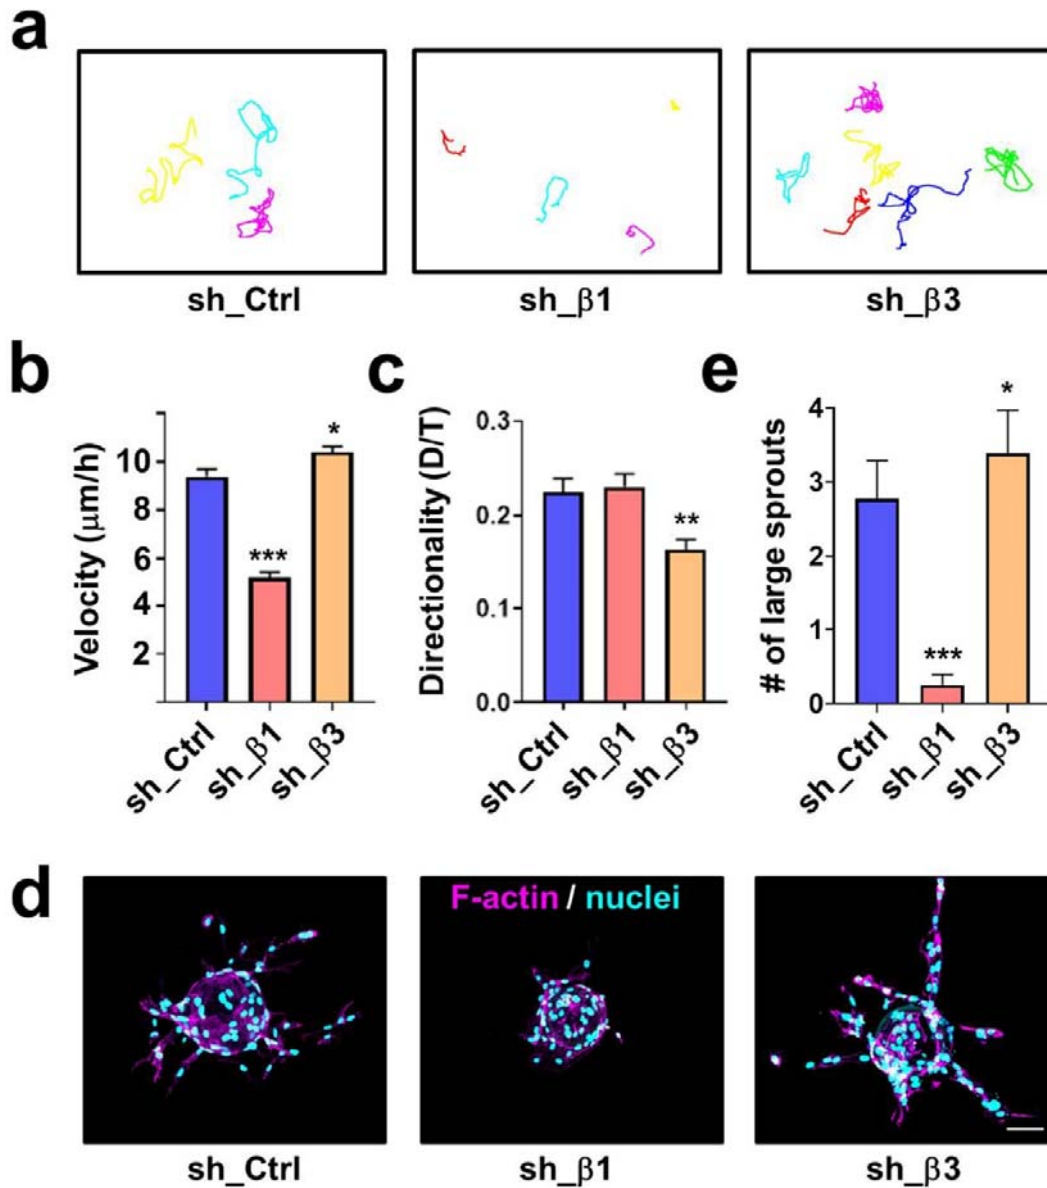 a
sh_Ctrl
sh_β1
sh_β3
b
Velocity (μm/h)
10
8
6
4
2
*
***
sh_Ctrl
sh_β1
sh_β3
c
Directionality (D/T)
0.3
0.2
0.1
0.0
**
sh_Ctrl
sh_β1
sh_β3
e
# of large sprouts
4
3
2
1
0
*
***
sh_Ctrl
sh_β1
sh_β3
d
F-actin / nuclei
sh_Ctrl
sh_β1
sh_β3